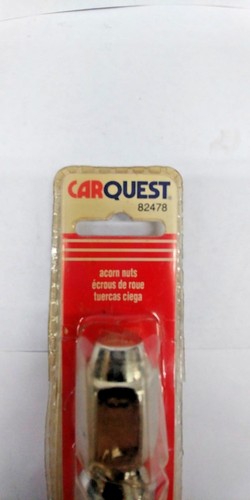 CARQUEST
82478
acorn nuts
écrous de roue
tuercas ciega